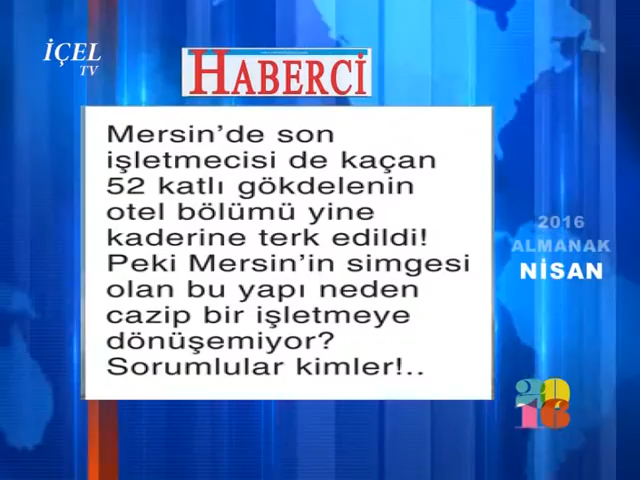 İÇEL
TV
HABERCİ
Mersin’de son
işletmecisi de kaçan
52 katlı gökdelenin
otel bölümü yine
kaderine terk edildi!
Peki Mersin’in simgesi
olan bu yapı neden
cazip bir işletmeye
dönüşemiyor?
Sorumlular kimler!..
2016
ALMANAK
NİSAN
2016